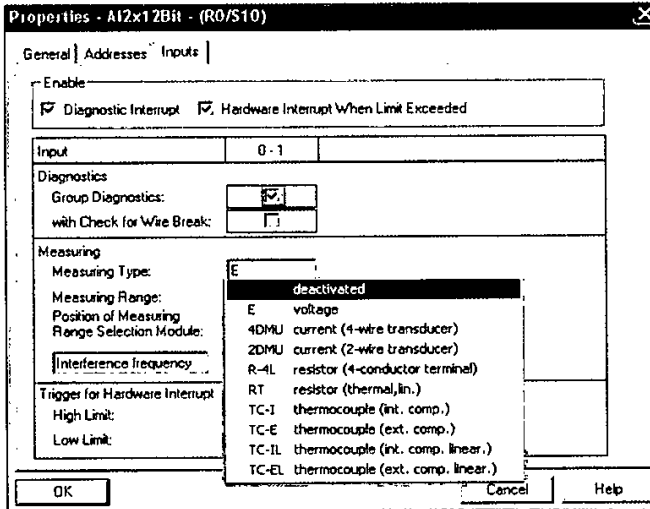 Properties - AI2x12Bit - (R0/S10)
General Addresses Inputs
Enable
Diagnostic Interrupt Hardware Interrupt When Limit Exceeded
Input 0 - 1
Diagnostics
Group Diagnostics:
with Check for Wire Break:
Measuring
Measuring Type: E
Measuring Range:
Position of Measuring
Range Selection Module:
Interference frequency
Trigger for Hardware Interrupt
High Limit:
Low Limit:
deactivated
E voltage
4DMU current (4-wire transducer)
2DMU current (2-wire transducer)
R-4L resistor (4-conductor terminal)
RT resistor (thermal,lin.)
TC-I thermocouple (int. comp.)
TC-E thermocouple (ext. comp.)
TC-IL thermocouple (int. comp. linear.)
TC-EL thermocouple (ext. comp. linear.)
OK Cancel Help